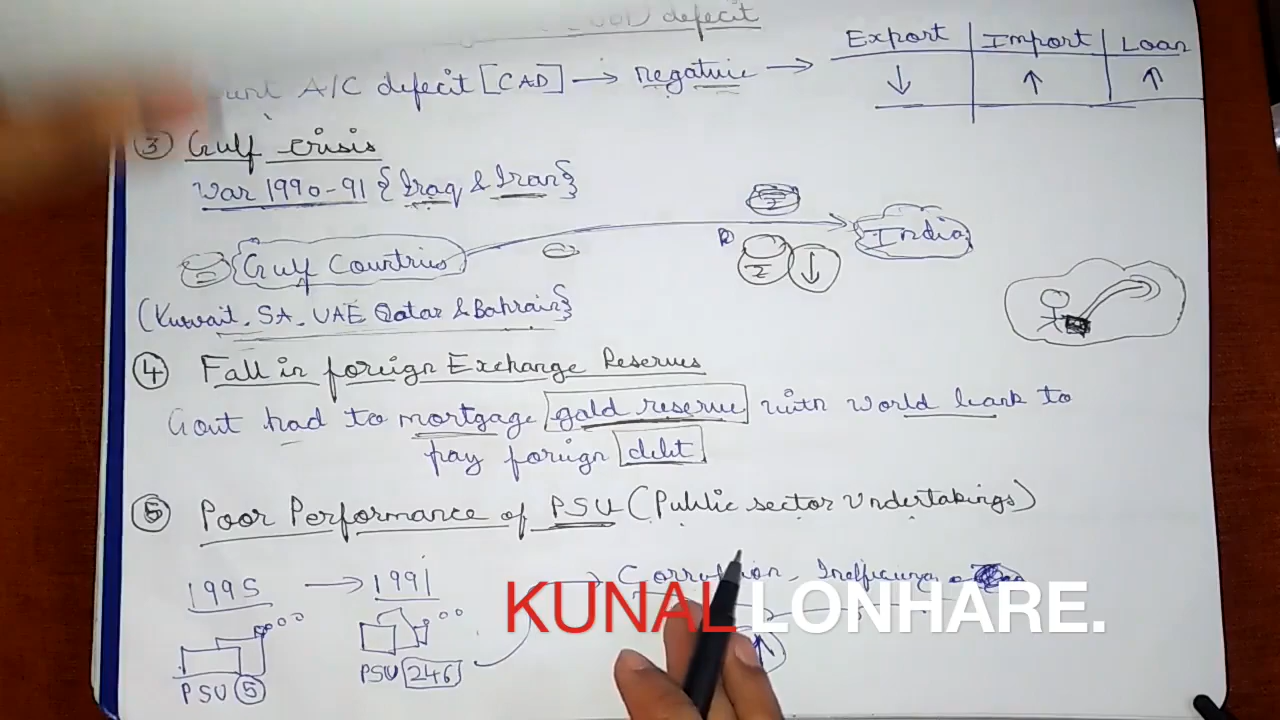 defecit
Export | Import | Loan
A/C defecit [CAD] → negative → ↓ ↑ ↑
③ Gulf crisis
War 1990-91 {Iraq & Iran}
Gulf Countries → India
(Kuwait, SA, UAE Qatar & Bahrain}
④ Fall in foreign Exchange Reserves
Govt had to mortgage gold reserve with world bank to
pay foreign debt
⑤ Poor Performance of PSU (Public sector Undertakings)
1995 → 1991 → Corruption,
KUNAL LONHARE.
PSU ⑤ PSU 246 ↑